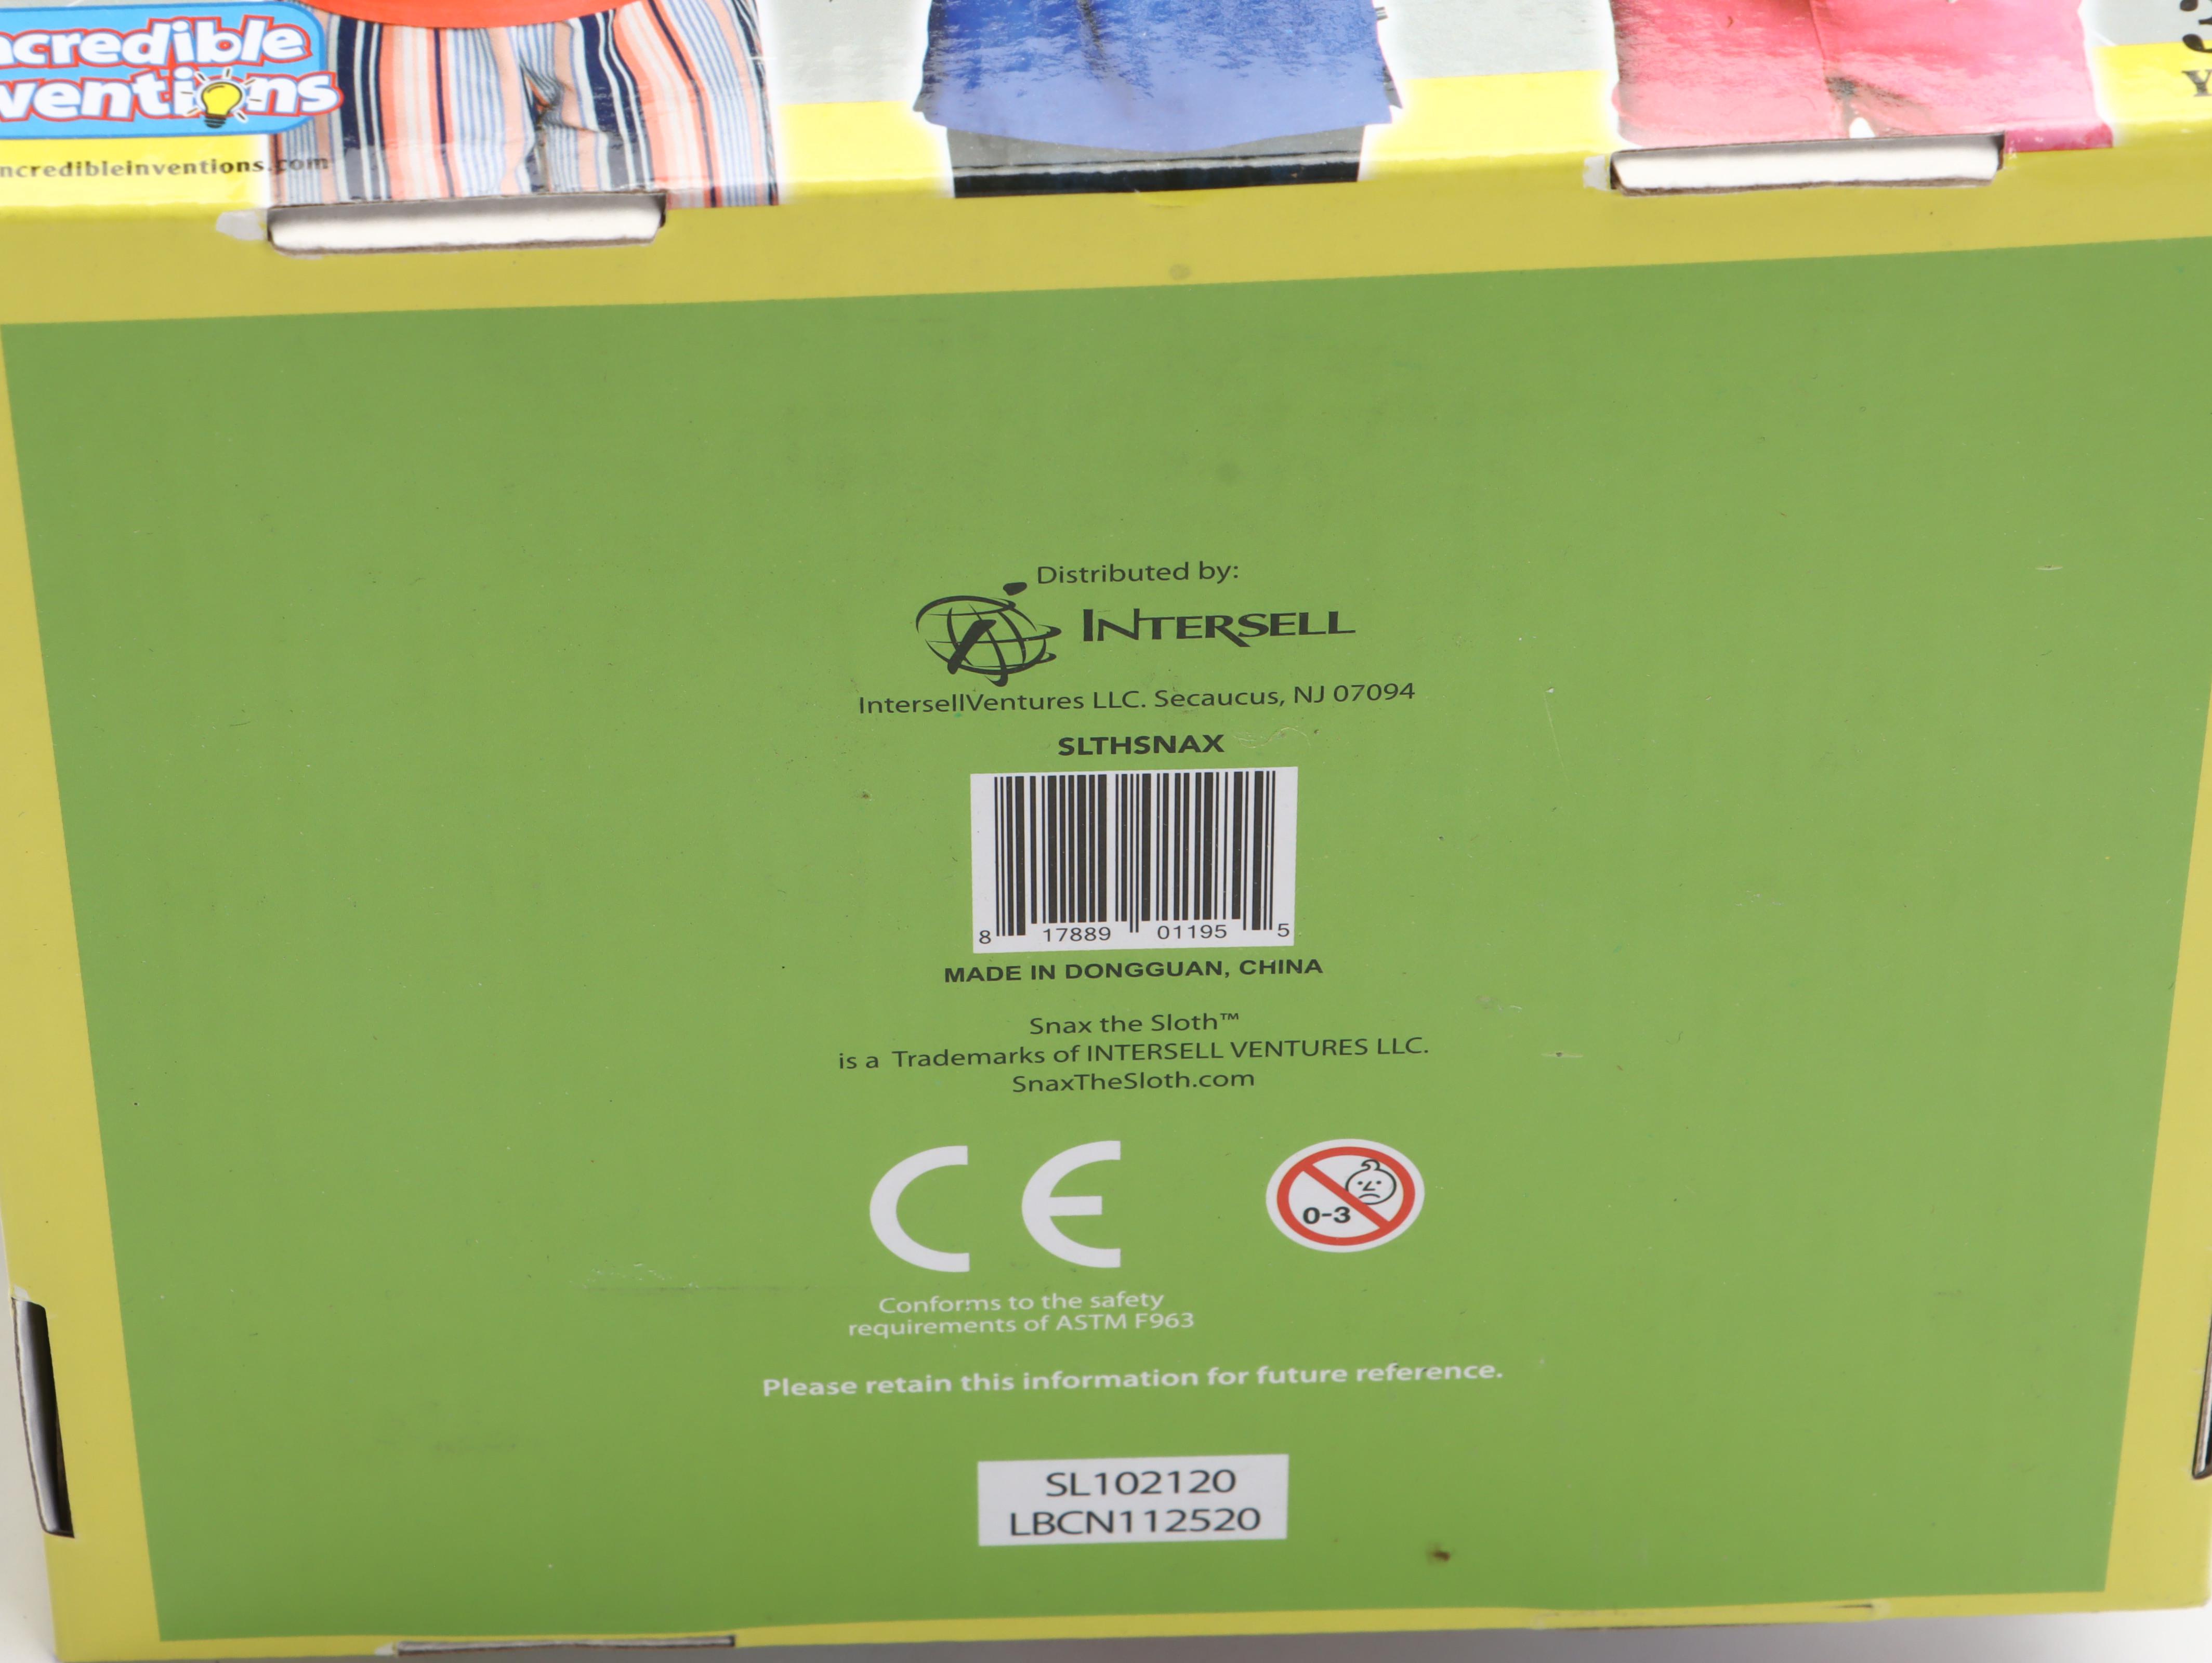 ncredible
ventions
ncredibleinventions.com
3
Y
Distributed by:
INTERSELL
IntersellVentures LLC. Secaucus, NJ 07094
SLTHSNAX
8 17889 01195 5
MADE IN DONGGUAN, CHINA
Snax the Sloth™
is a Trademarks of INTERSELL VENTURES LLC.
SnaxTheSloth.com
CE
0-3
Conforms to the safety
requirements of ASTM F963
Please retain this information for future reference.
SL102120
LBCN112520